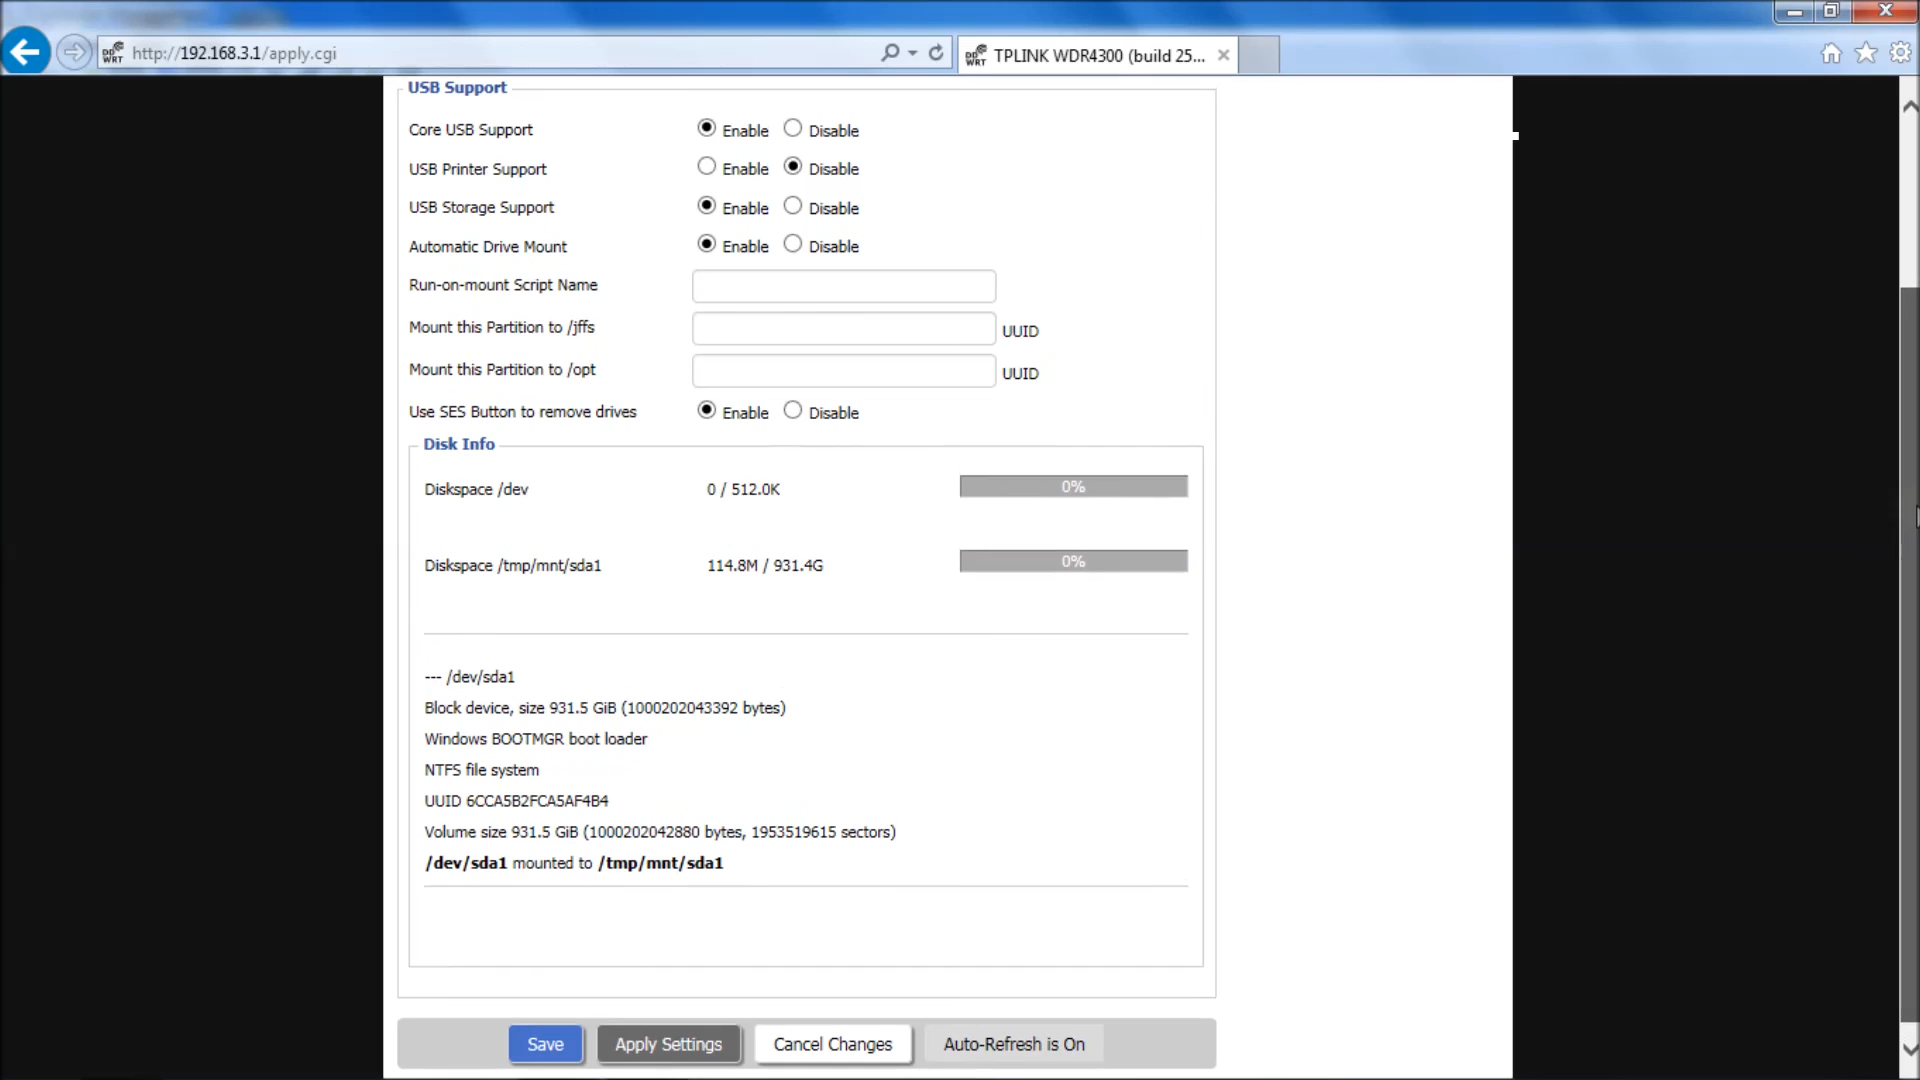 http://192.168.3.1/apply.cgi
TPLINK WDR4300 (build 25...
USB Support
Core USB Support Enable Disable
USB Printer Support Enable Disable
USB Storage Support Enable Disable
Automatic Drive Mount Enable Disable
Run-on-mount Script Name
Mount this Partition to /jffs UUID
Mount this Partition to /opt UUID
Use SES Button to remove drives Enable Disable
Disk Info
Diskspace /dev 0 / 512.0K 0%
Diskspace /tmp/mnt/sda1 114.8M / 931.4G 0%
--- /dev/sda1
Block device, size 931.5 GiB (1000202043392 bytes)
Windows BOOTMGR boot loader
NTFS file system
UUID 6CCA5B2FCA5AF4B4
Volume size 931.5 GiB (1000202042880 bytes, 1953519615 sectors)
/dev/sda1 mounted to /tmp/mnt/sda1
Save Apply Settings Cancel Changes Auto-Refresh is On